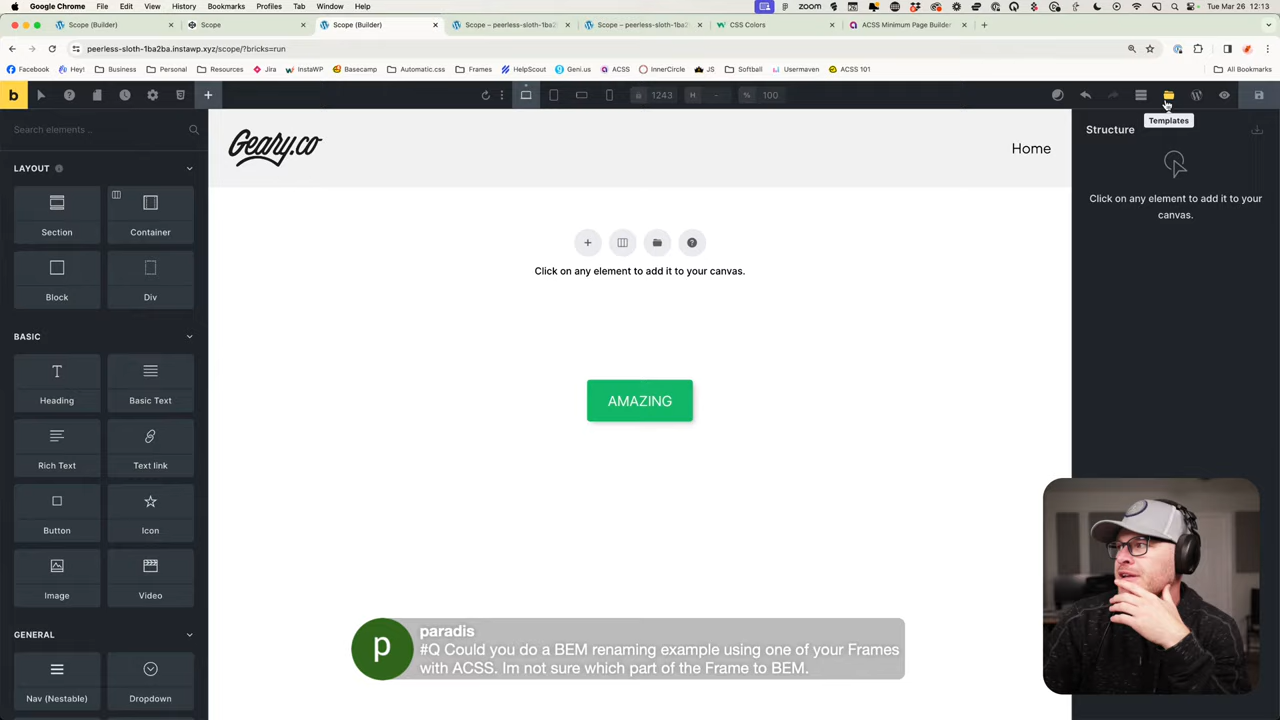 Chrome File Edit View History Bookmarks Profiles Tab Window Help
Tue Mar 26 12:13
Scope (Builder)
Scope
Scope (Builder)
Scope – peerless-sloth-1ba2
Scope – peerless-sloth-1ba2
CSS Colors
ACSS Minimum Page Builder
peerless-sloth-1ba2ba.instawp.xyz/scope/?bricks=run
Facebook Hey! Business Personal Resources Jira InstaWP Basecamp Automatic.css Frames HelpScout Geni.us ACSS InnerCircle JS Softball Usermaven ACSS 101 All Bookmarks
b
1243 H - % 100
Templates
Search elements ...
LAYOUT
Section
Container
Block
Div
BASIC
Heading
Basic Text
Rich Text
Text link
Button
Icon
Image
Video
GENERAL
Nav (Nestable)
Dropdown
Geary.co
Home
Click on any element to add it to your canvas.
AMAZING
Structure
Click on any element to add it to your
canvas.
p
paradis
#Q Could you do a BEM renaming example using one of your Frames
with ACSS. Im not sure which part of the Frame to BEM.